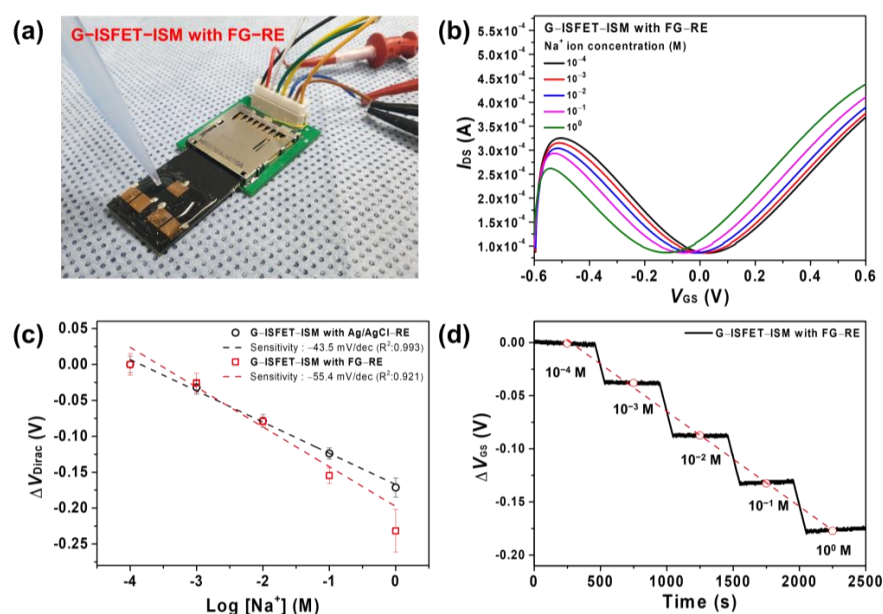 (a)
G−ISFET−ISM with FG−RE
(b)
G−ISFET−ISM with FG−RE
Na⁺ ion concentration (M)
10⁻⁴
10⁻³
10⁻²
10⁻¹
10⁰
5.5x10⁻⁴
5.0x10⁻⁴
4.5x10⁻⁴
4.0x10⁻⁴
3.5x10⁻⁴
3.0x10⁻⁴
2.5x10⁻⁴
2.0x10⁻⁴
1.5x10⁻⁴
1.0x10⁻⁴
I_DS (A)
-0.6 -0.4 -0.2 0.0 0.2 0.4 0.6
V_GS (V)
(c)
G−ISFET−ISM with Ag/AgCl−RE
Sensitivity : −43.5 mV/dec (R²:0.993)
G−ISFET−ISM with FG−RE
Sensitivity : −55.4 mV/dec (R²:0.921)
0.05
0.00
-0.05
-0.10
-0.15
-0.20
-0.25
ΔV_Dirac (V)
-4 -3 -2 -1 0
Log [Na⁺] (M)
(d)
G−ISFET−ISM with FG−RE
0.00
-0.05
-0.10
-0.15
-0.20
ΔV_GS (V)
10⁻⁴ M
10⁻³ M
10⁻² M
10⁻¹ M
10⁰ M
0 500 1000 1500 2000 2500
Time (s)